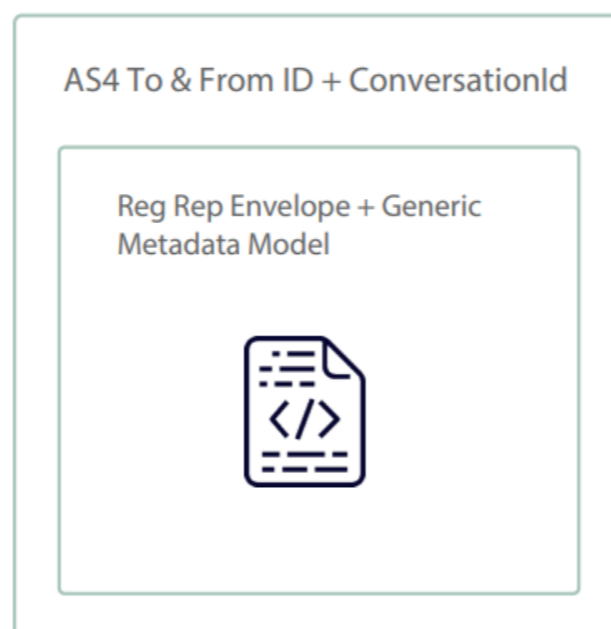 AS4 To & From ID + ConversationId
Reg Rep Envelope + Generic
Metadata Model